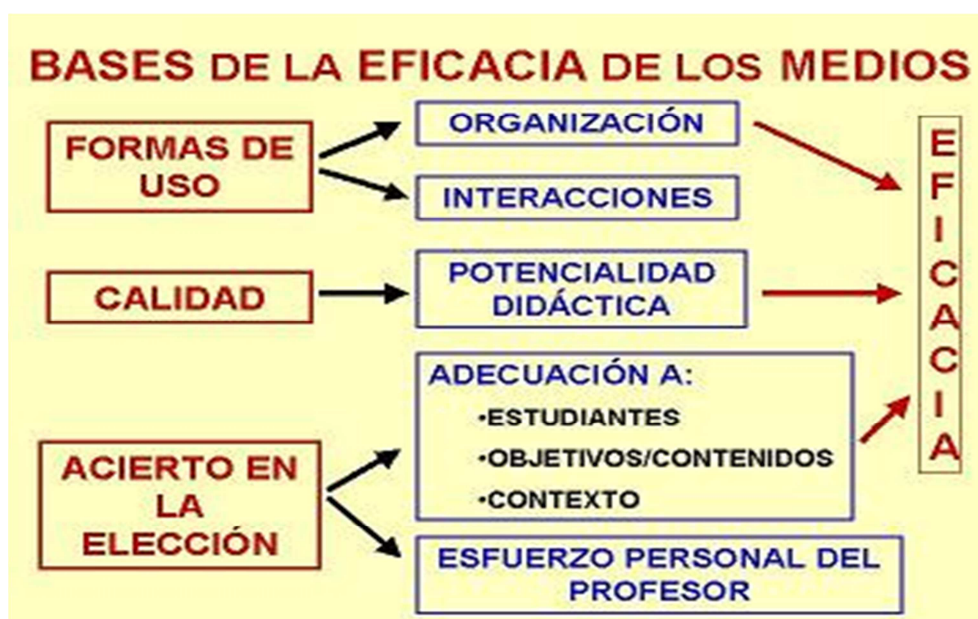 BASES DE LA EFICACIA DE LOS MEDIOS
FORMAS DE
USO
ORGANIZACIÓN
INTERACCIONES
CALIDAD
POTENCIALIDAD
DIDÁCTICA
ACIERTO EN
LA
ELECCIÓN
ADECUACIÓN A:
•ESTUDIANTES
•OBJETIVOS/CONTENIDOS
•CONTEXTO
ESFUERZO PERSONAL DEL
PROFESOR
EFICACIA